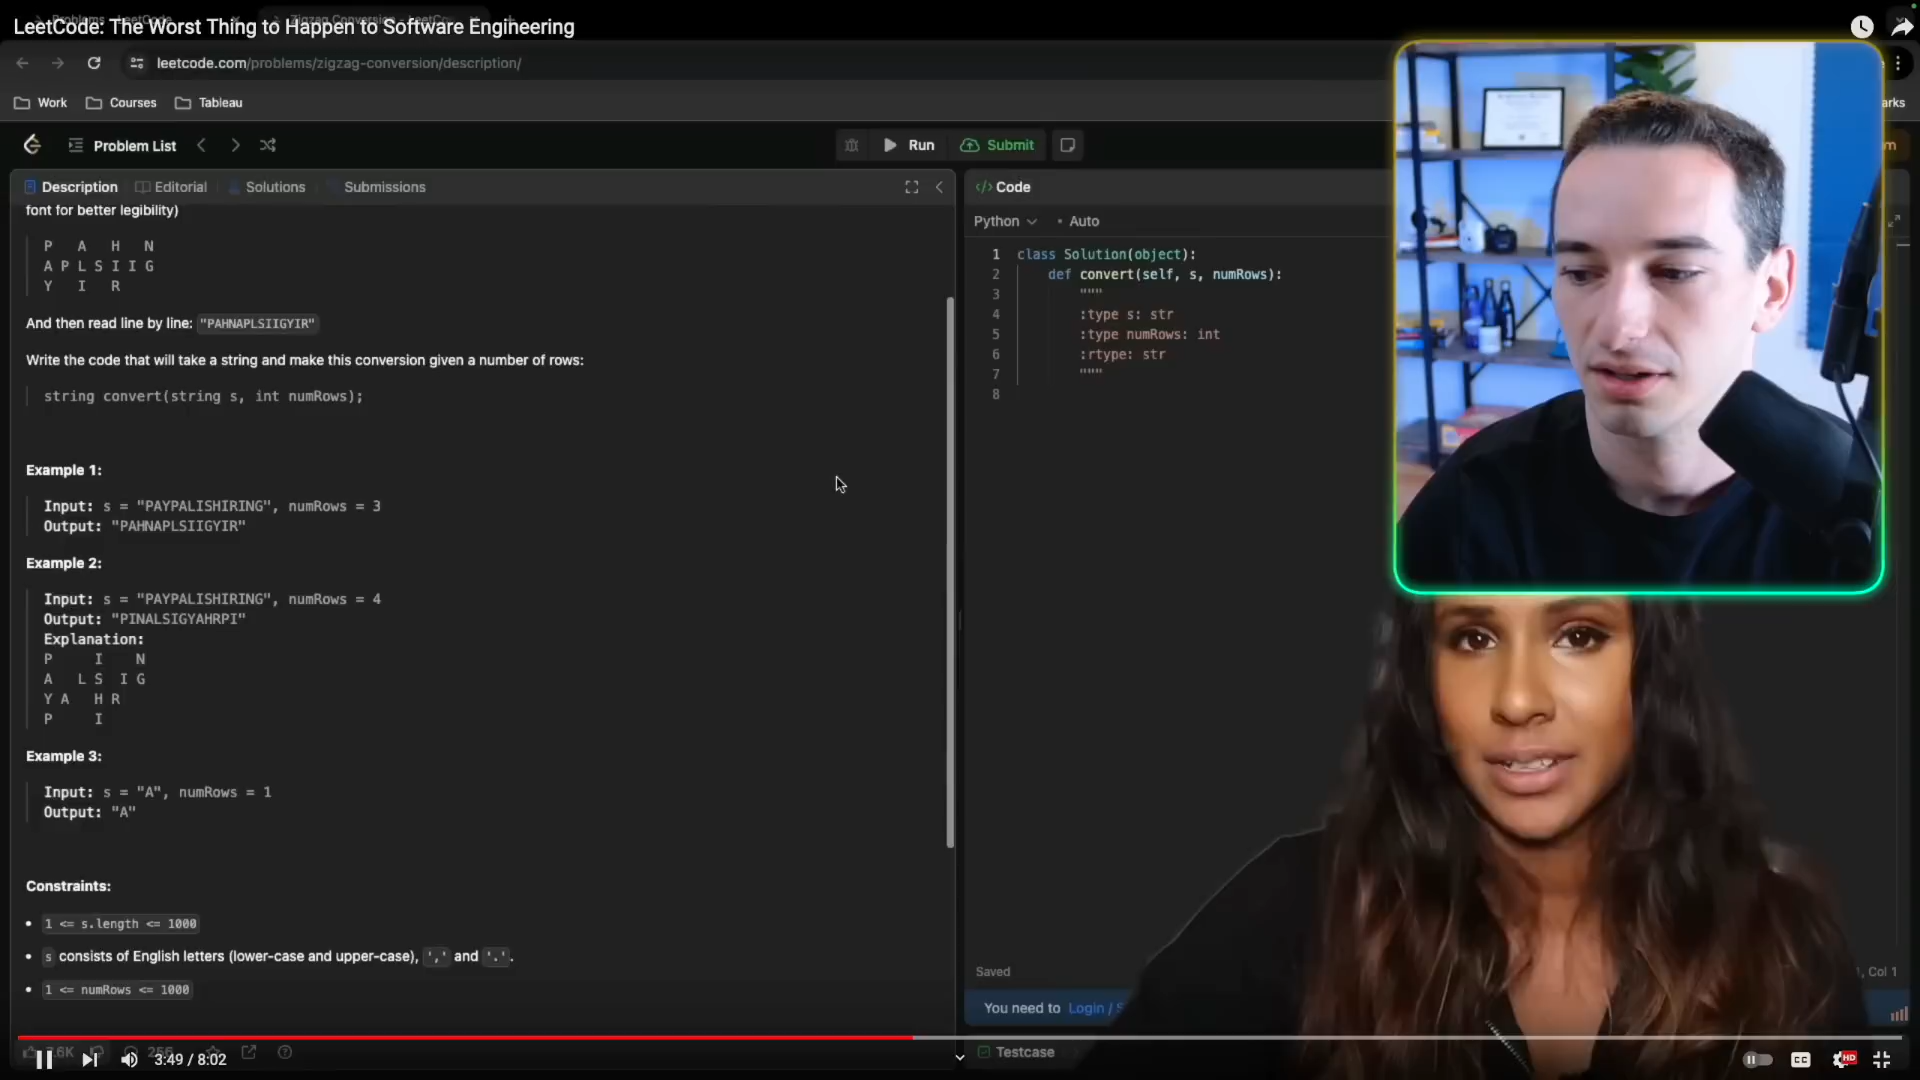 LeetCode: The Worst Thing to Happen to Software Engineering
leetcode.com/problems/zigzag-conversion/description/
Work Courses Tableau
Problem List Run Submit
Description Editorial Solutions Submissions
font for better legibility)
P A H N
A P L S I I G
Y I R
And then read line by line: "PAHNAPLSIIGYIR"
Write the code that will take a string and make this conversion given a number of rows:
string convert(string s, int numRows);
Example 1:
Input: s = "PAYPALISHIRING", numRows = 3
Output: "PAHNAPLSIIGYIR"
Example 2:
Input: s = "PAYPALISHIRING", numRows = 4
Output: "PINALSIGYAHRPI"
Explanation:
P I N
A L S I G
Y A H R
P I
Example 3:
Input: s = "A", numRows = 1
Output: "A"
Constraints:
1 <= s.length <= 1000
s consists of English letters (lower-case and upper-case), ',' and '.'.
1 <= numRows <= 1000
</> Code
Python Auto
1 class Solution(object):
2 def convert(self, s, numRows):
3 """
4 :type s: str
5 :type numRows: int
6 :rtype: str
7 """
8
Saved
, Col 1
You need to Login /
Testcase
3:49 / 8:02
CC
HD